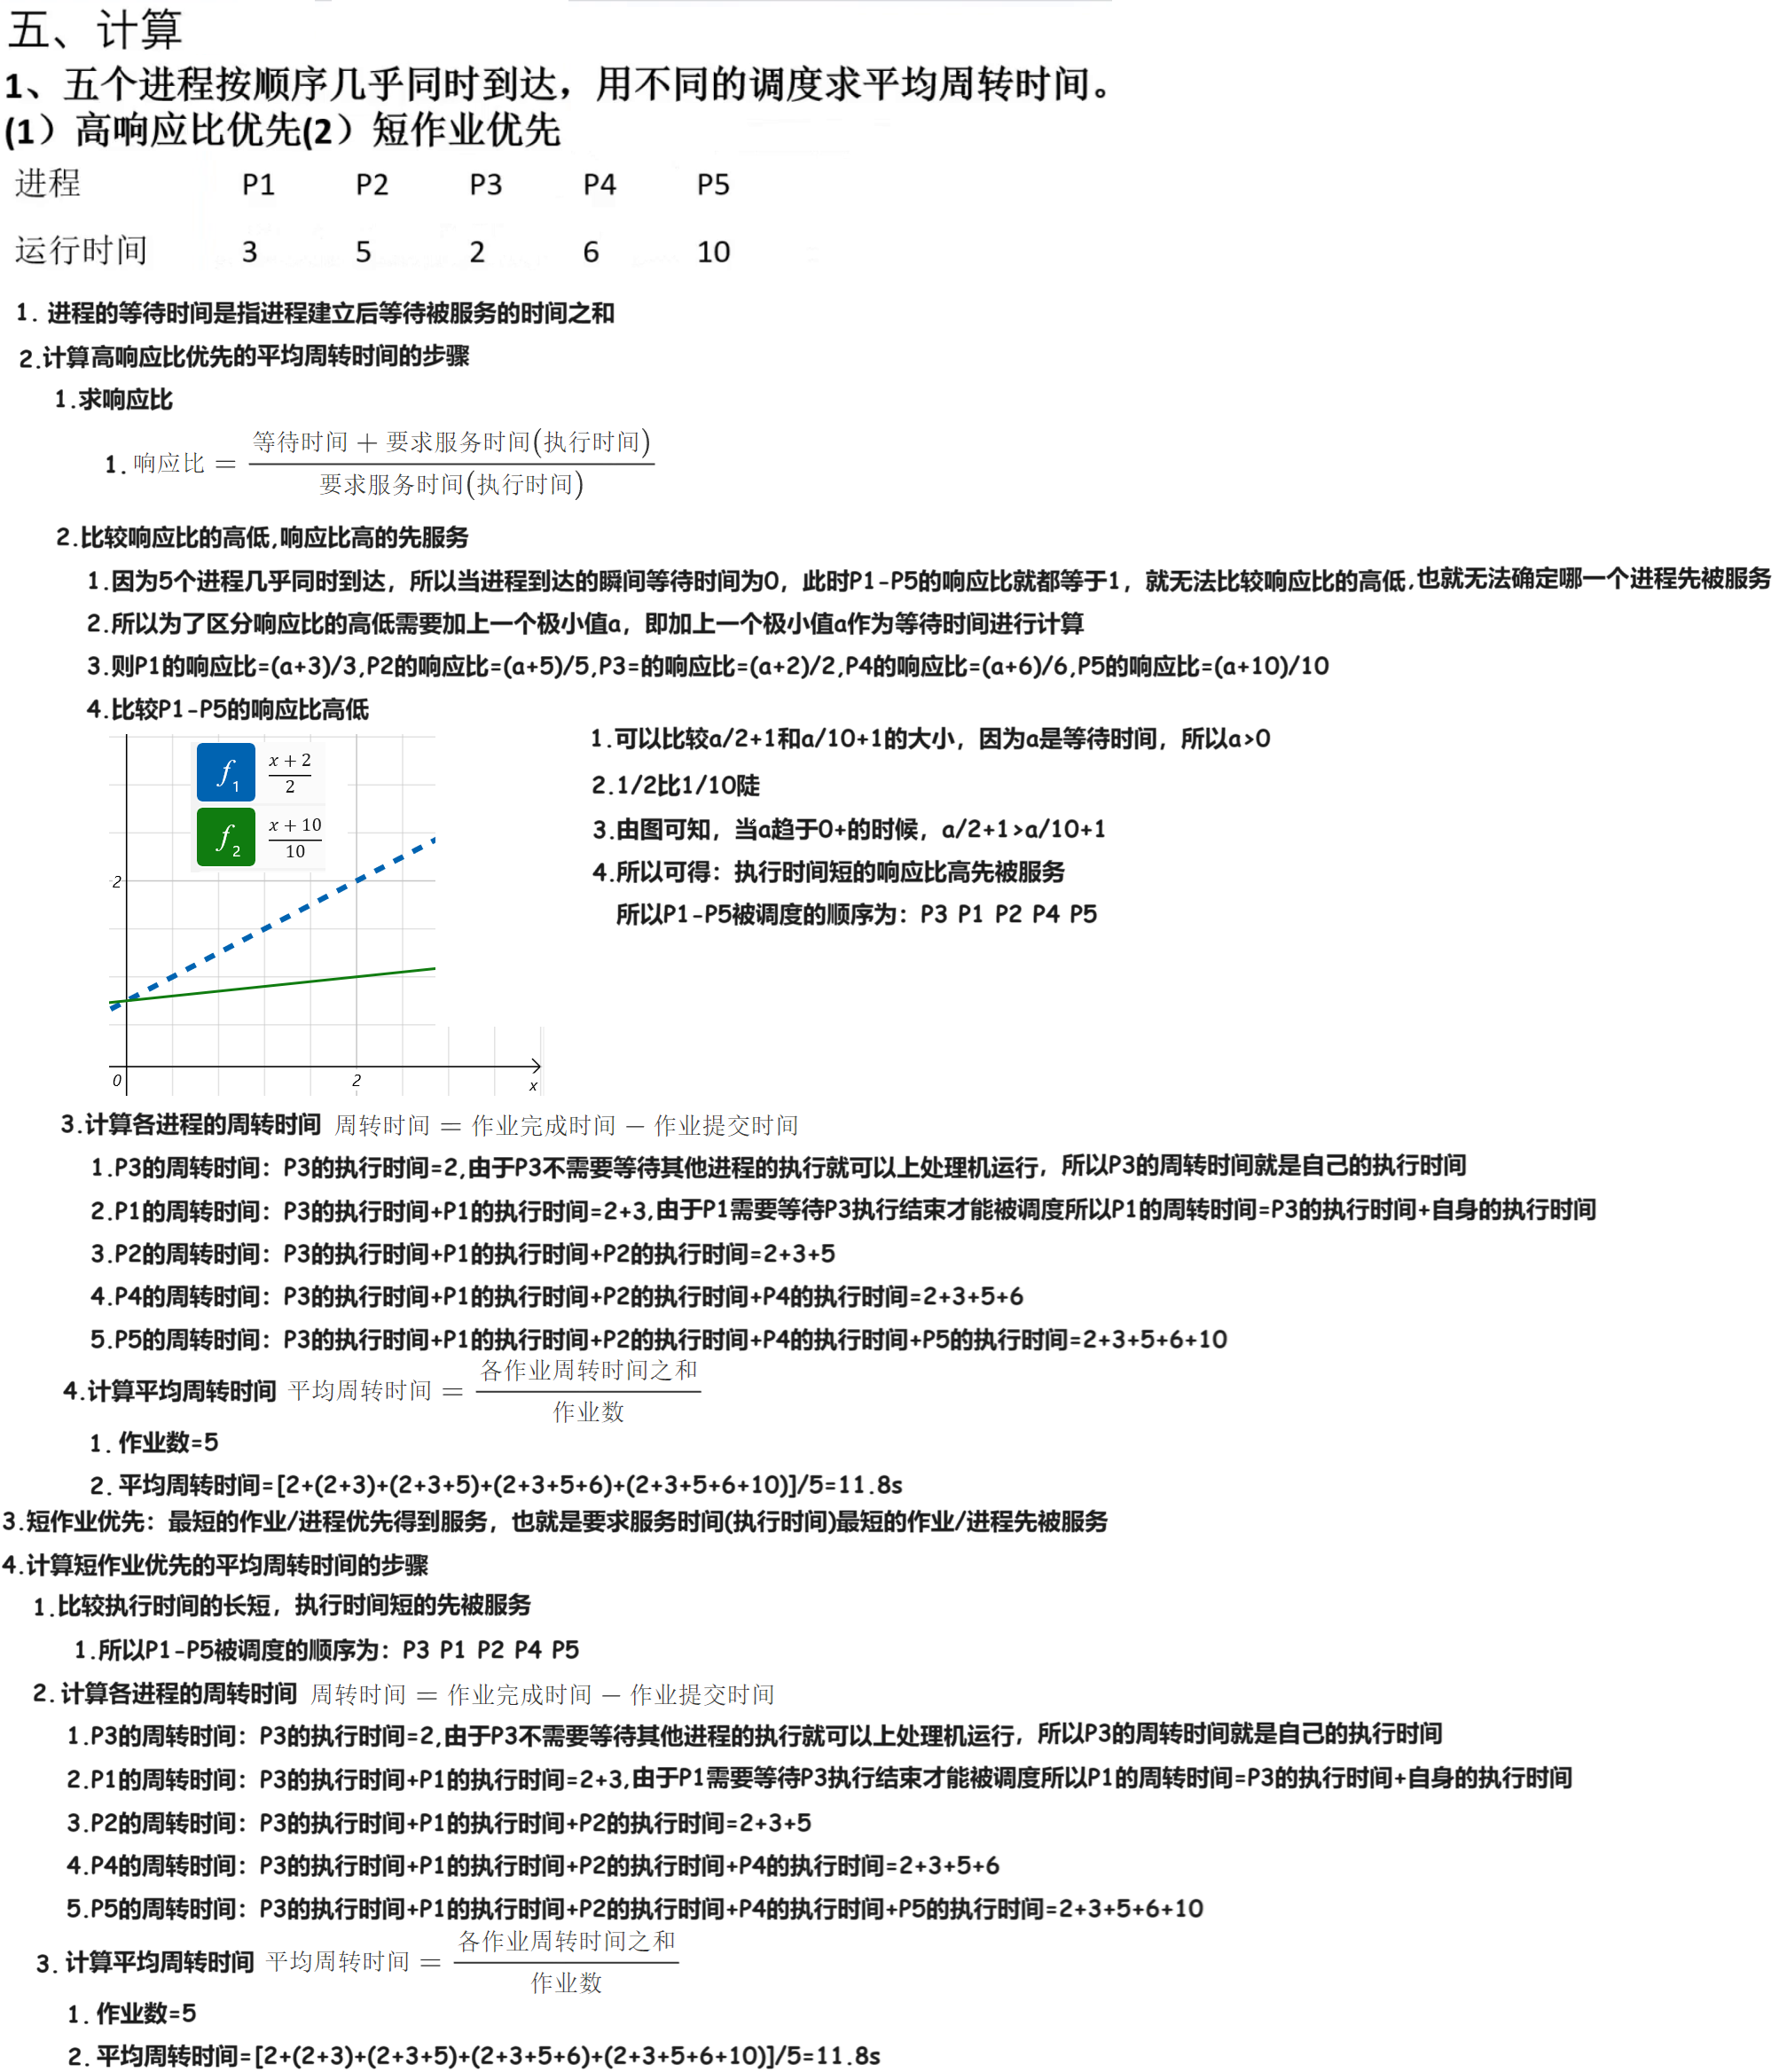 五、计算
1、五个进程按顺序几乎同时到达，用不同的调度求平均周转时间。
(1）高响应比优先(2）短作业优先
进程 P1 P2 P3 P4 P5
运行时间 3 5 2 6 10
1. 进程的等待时间是指进程建立后等待被服务的时间之和
2.计算高响应比优先的平均周转时间的步骤
1.求响应比
1. 响应比 = 等待时间 + 要求服务时间(执行时间)
要求服务时间(执行时间)
2.比较响应比的高低,响应比高的先服务
1.因为5个进程几乎同时到达，所以当进程到达的瞬间等待时间为0，此时P1-P5的响应比就都等于1，就无法比较响应比的高低,也就无法确定哪一个进程先被服务
2.所以为了区分响应比的高低需要加上一个极小值a，即加上一个极小值a作为等待时间进行计算
3.则P1的响应比=(a+3)/3,P2的响应比=(a+5)/5,P3=的响应比=(a+2)/2,P4的响应比=(a+6)/6,P5的响应比=(a+10)/10
4.比较P1-P5的响应比高低
f1 x + 2
2
f2 x + 10
10
2
0 2 x
1.可以比较a/2+1和a/10+1的大小，因为a是等待时间，所以a>0
2.1/2比1/10陡
3.由图可知，当a趋于0+的时候，a/2+1>a/10+1
4.所以可得：执行时间短的响应比高先被服务
所以P1-P5被调度的顺序为：P3 P1 P2 P4 P5
3.计算各进程的周转时间 周转时间 = 作业完成时间 − 作业提交时间
1.P3的周转时间：P3的执行时间=2,由于P3不需要等待其他进程的执行就可以上处理机运行，所以P3的周转时间就是自己的执行时间
2.P1的周转时间：P3的执行时间+P1的执行时间=2+3,由于P1需要等待P3执行结束才能被调度所以P1的周转时间=P3的执行时间+自身的执行时间
3.P2的周转时间：P3的执行时间+P1的执行时间+P2的执行时间=2+3+5
4.P4的周转时间：P3的执行时间+P1的执行时间+P2的执行时间+P4的执行时间=2+3+5+6
5.P5的周转时间：P3的执行时间+P1的执行时间+P2的执行时间+P4的执行时间+P5的执行时间=2+3+5+6+10
4.计算平均周转时间 平均周转时间 = 各作业周转时间之和
作业数
1. 作业数=5
2. 平均周转时间=[2+(2+3)+(2+3+5)+(2+3+5+6)+(2+3+5+6+10)]/5=11.8s
3.短作业优先：最短的作业/进程优先得到服务，也就是要求服务时间(执行时间)最短的作业/进程先被服务
4.计算短作业优先的平均周转时间的步骤
1.比较执行时间的长短，执行时间短的先被服务
1.所以P1-P5被调度的顺序为：P3 P1 P2 P4 P5
2. 计算各进程的周转时间 周转时间 = 作业完成时间 − 作业提交时间
1.P3的周转时间：P3的执行时间=2,由于P3不需要等待其他进程的执行就可以上处理机运行，所以P3的周转时间就是自己的执行时间
2.P1的周转时间：P3的执行时间+P1的执行时间=2+3,由于P1需要等待P3执行结束才能被调度所以P1的周转时间=P3的执行时间+自身的执行时间
3.P2的周转时间：P3的执行时间+P1的执行时间+P2的执行时间=2+3+5
4.P4的周转时间：P3的执行时间+P1的执行时间+P2的执行时间+P4的执行时间=2+3+5+6
5.P5的周转时间：P3的执行时间+P1的执行时间+P2的执行时间+P4的执行时间+P5的执行时间=2+3+5+6+10
3. 计算平均周转时间 平均周转时间 = 各作业周转时间之和
作业数
1. 作业数=5
2. 平均周转时间=[2+(2+3)+(2+3+5)+(2+3+5+6)+(2+3+5+6+10)]/5=11.8s